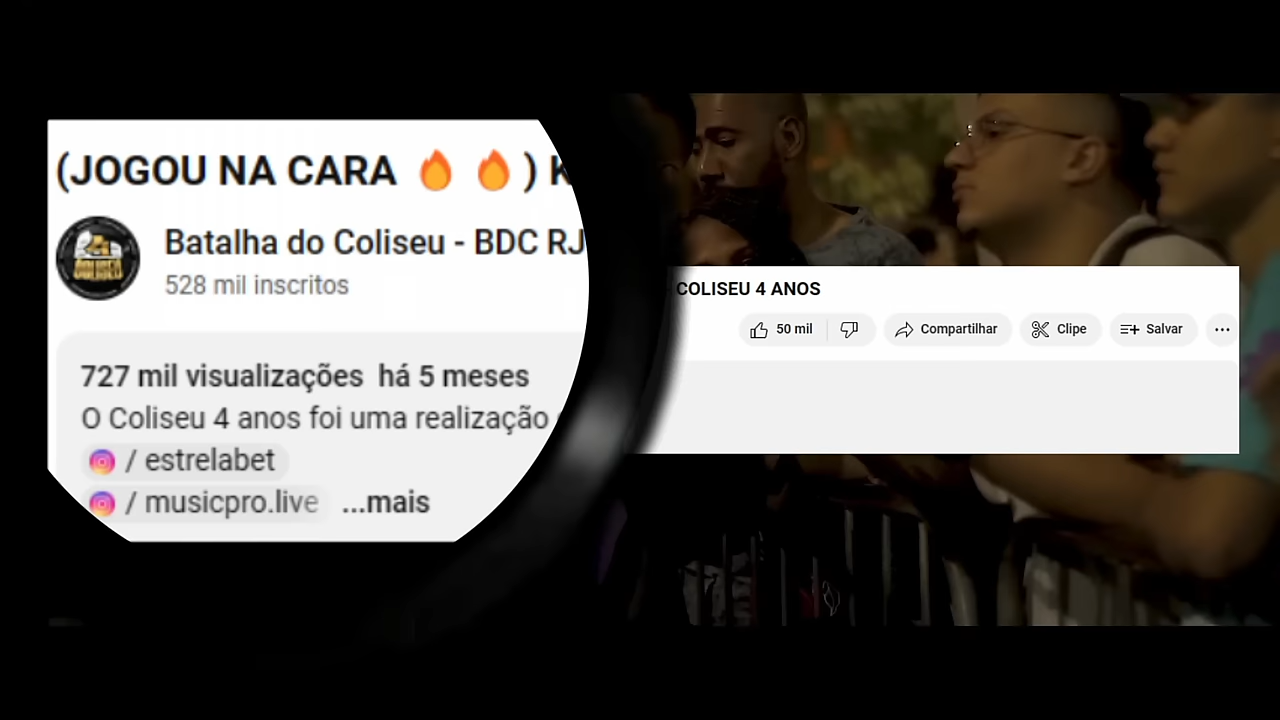 (JOGOU NA CARA 🔥 🔥 ) K
COLISEU 4 ANOS
Batalha do Coliseu - BDC RJ
528 mil inscritos
50 mil
Compartilhar
Clipe
Salvar
727 mil visualizações há 5 meses
O Coliseu 4 anos foi uma realização
/ estrelabet
/ musicpro.live ...mais